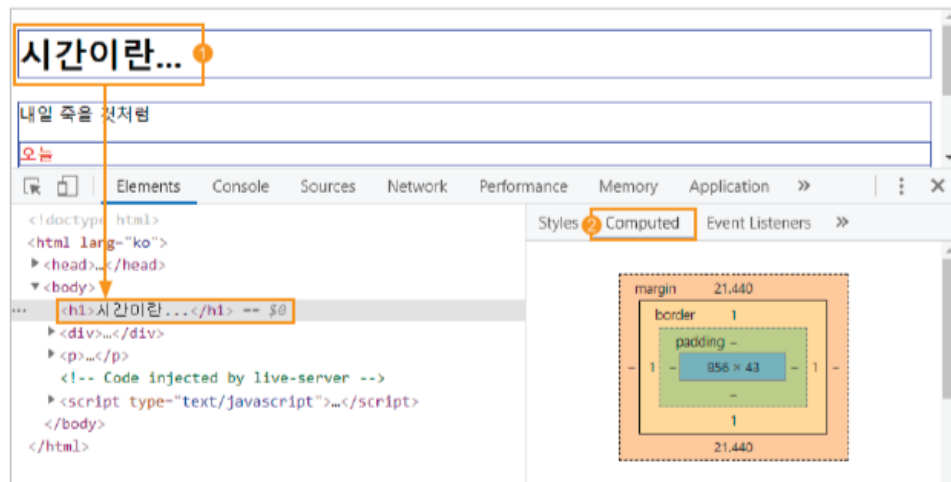 시간이란... 1
내일 죽을 것처럼
오늘
Elements Console Sources Network Performance Memory Application »
<!doctype html>
<html lang="ko">
▶<head>…</head>
▼<body>
··· <h1>시간이란...</h1> == $0
▶<div>…</div>
▶<p>…</p>
<!-- Code injected by live-server -->
▶<script type="text/javascript">…</script>
</body>
</html>
Styles 2 Computed Event Listeners »
margin 21.440
border 1
padding –
– 1 – 856 × 43 – 1 –
–
1
21.440